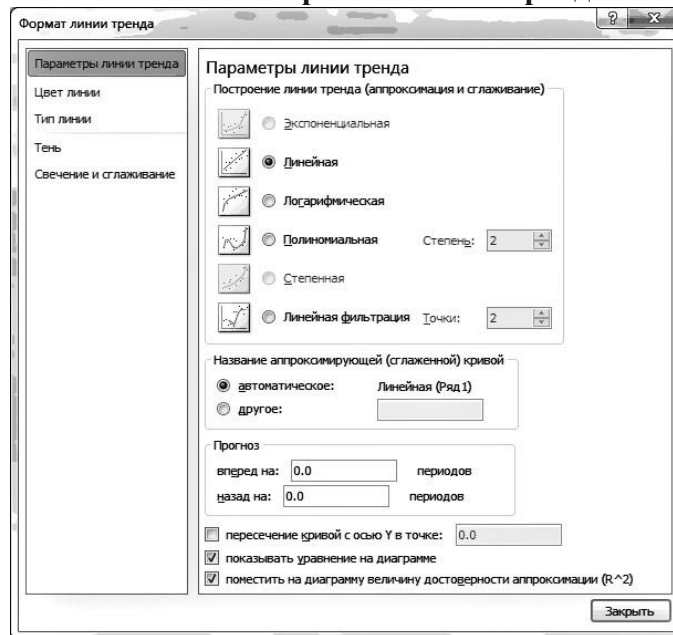 Формат линии тренда
Параметры линии тренда
Цвет линии
Тип линии
Тень
Свечение и сглаживание
Параметры линии тренда
Построение линии тренда (аппроксимация и сглаживание)
Экспоненциальная
Линейная
Логарифмическая
Полиномиальная Степень: 2
Степенная
Линейная фильтрация Точки: 2
Название аппроксимирующей (сглаженной) кривой
автоматическое: Линейная (Ряд1)
другое:
Прогноз
вперед на: 0.0 периодов
назад на: 0.0 периодов
пересечение кривой с осью Y в точке: 0.0
показывать уравнение на диаграмме
поместить на диаграмму величину достоверности аппроксимации (R^2)
Закрыть